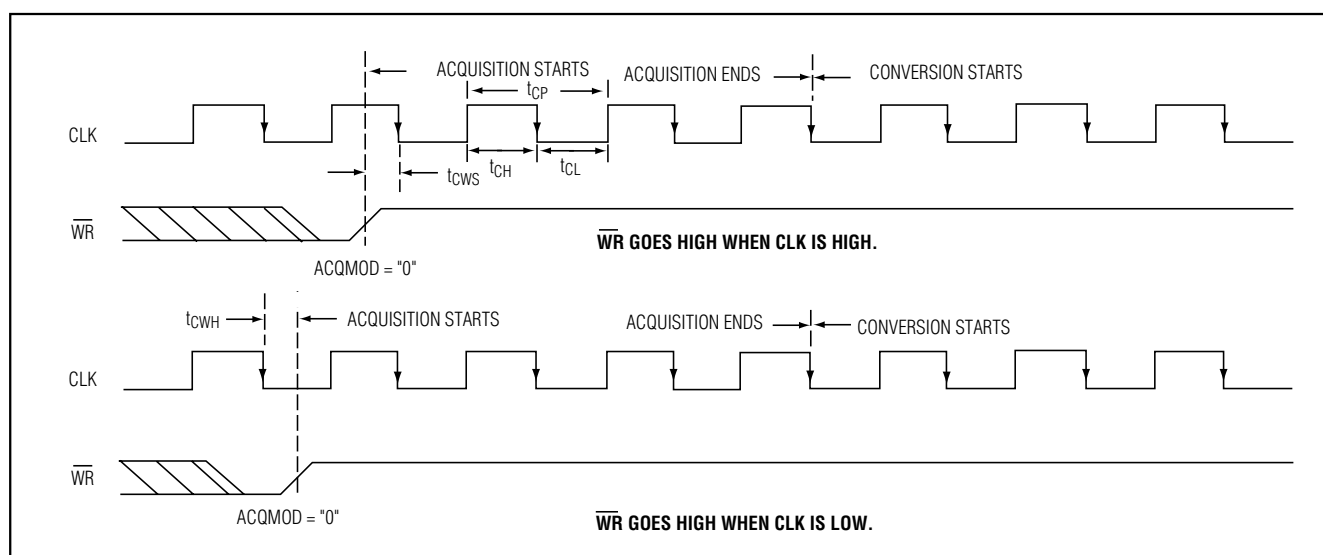 ACQUISITION STARTS ACQUISITION ENDS CONVERSION STARTS
tCP
CLK
tCWS tCH tCL
WR
WR GOES HIGH WHEN CLK IS HIGH.
ACQMOD = "0"
tCWH ACQUISITION STARTS ACQUISITION ENDS CONVERSION STARTS
CLK
WR
ACQMOD = "0"
WR GOES HIGH WHEN CLK IS LOW.